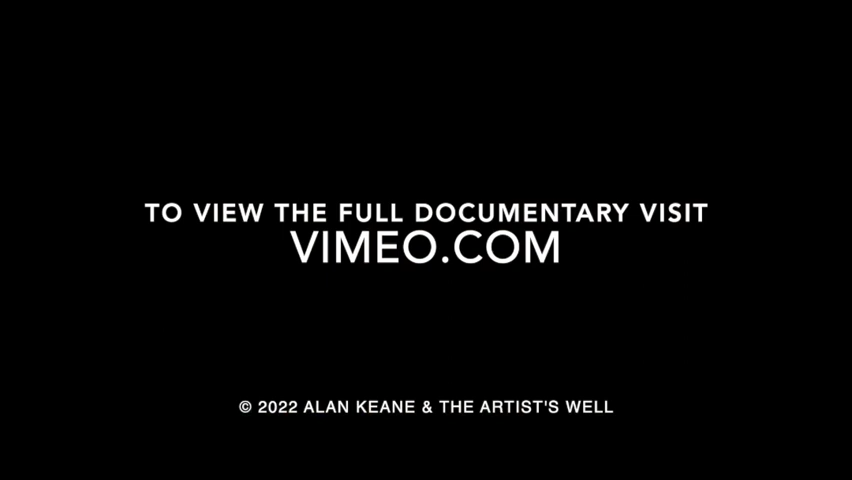 TO VIEW THE FULL DOCUMENTARY VISIT
VIMEO.COM
© 2022 ALAN KEANE & THE ARTIST'S WELL